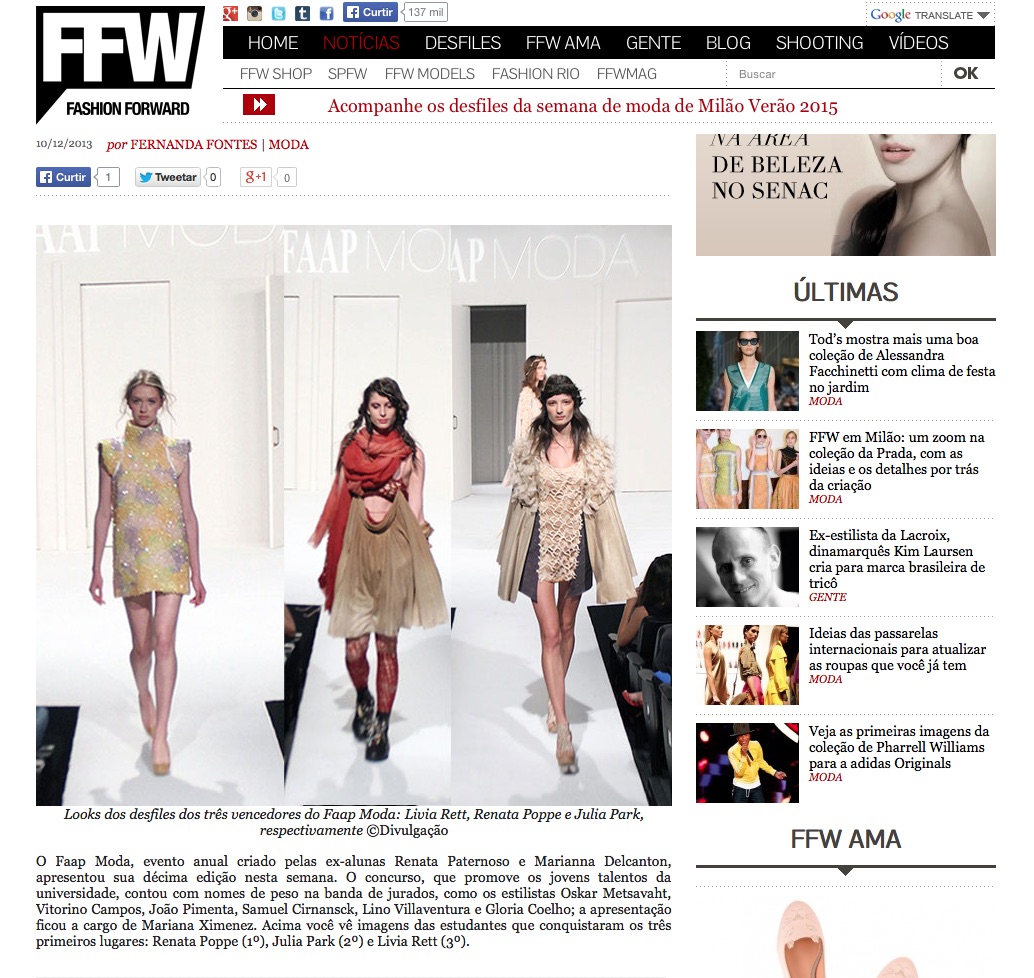 FFW
FASHION FORWARD
Curtir 137 mil
Google TRANSLATE
HOME NOTÍCIAS DESFILES FFW AMA GENTE BLOG SHOOTING VÍDEOS
FFW SHOP SPFW FFW MODELS FASHION RIO FFWMAG Buscar OK
Acompanhe os desfiles da semana de moda de Milão Verão 2015
10/12/2013 por FERNANDA FONTES | MODA
Curtir 1 Tweetar 0 +1 0
FAAP MODA
AAP MODA
FAAP MO
AP MODA
Looks dos desfiles dos três vencedores do Faap Moda: Livia Rett, Renata Poppe e Julia Park,
respectivamente ©Divulgação
O Faap Moda, evento anual criado pelas ex-alunas Renata Paternoso e Marianna Delcanton,
apresentou sua décima edição nesta semana. O concurso, que promove os jovens talentos da
universidade, contou com nomes de peso na banda de jurados, como os estilistas Oskar Metsavaht,
Vitorino Campos, João Pimenta, Samuel Cirnansck, Lino Villaventura e Gloria Coelho; a apresentação
ficou a cargo de Mariana Ximenez. Acima você vê imagens das estudantes que conquistaram os três
primeiros lugares: Renata Poppe (1º), Julia Park (2º) e Livia Rett (3º).
NA ÁREA
DE BELEZA
NO SENAC
ÚLTIMAS
Tod's mostra mais uma boa
coleção de Alessandra
Facchinetti com clima de festa
no jardim
MODA
FFW em Milão: um zoom na
coleção da Prada, com as
ideias e os detalhes por trás
da criação
MODA
Ex-estilista da Lacroix,
dinamarquês Kim Laursen
cria para marca brasileira de
tricô
GENTE
Ideias das passarelas
internacionais para atualizar
as roupas que você já tem
MODA
Veja as primeiras imagens da
coleção de Pharrell Williams
para a adidas Originals
MODA
FFW AMA